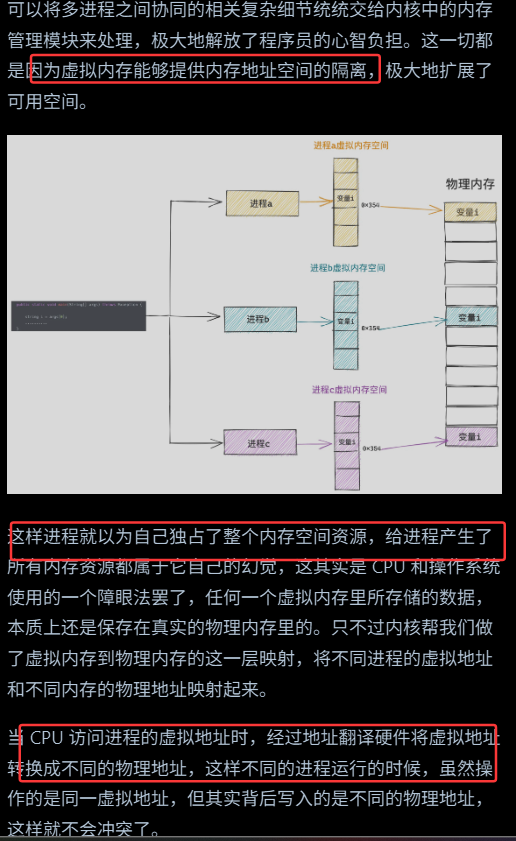 可以将多进程之间协同的相关复杂细节统统交给内核中的内存
管理模块来处理，极大地解放了程序员的心智负担。这一切都
是因为虚拟内存能够提供内存地址空间的隔离，极大地扩展了
可用空间。
进程a虚拟内存空间
物理内存
进程a
变量i
0×354
变量i
进程b虚拟内存空间
进程b
变量i
0×354
变量i
进程c虚拟内存空间
进程c
变量i
0×354
变量i
这样进程就以为自己独占了整个内存空间资源，给进程产生了
所有内存资源都属于它自己的幻觉，这其实是 CPU 和操作系统
使用的一个障眼法罢了，任何一个虚拟内存里所存储的数据，
本质上还是保存在真实的物理内存里的。只不过内核帮我们做
了虚拟内存到物理内存的这一层映射，将不同进程的虚拟地址
和不同内存的物理地址映射起来。
当 CPU 访问进程的虚拟地址时，经过地址翻译硬件将虚拟地址
转换成不同的物理地址，这样不同的进程运行的时候，虽然操
作的是同一虚拟地址，但其实背后写入的是不同的物理地址，
这样就不会冲突了。